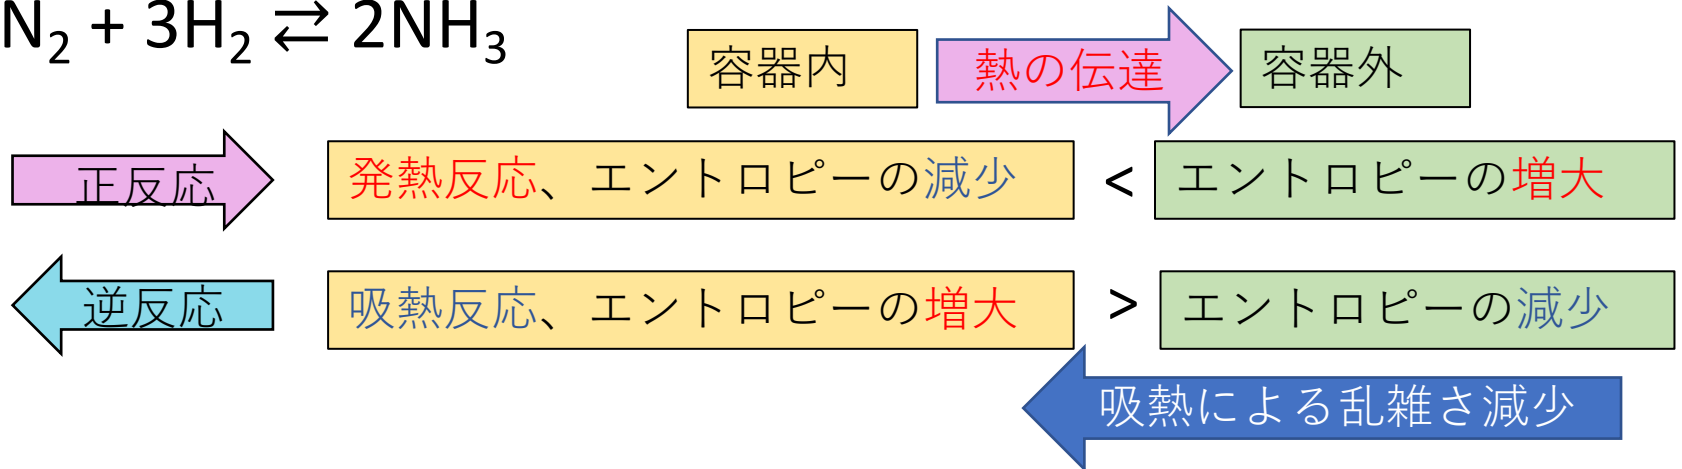 N₂ + 3H₂ ⇄ 2NH₃
容器内 熱の伝達 容器外
正反応 発熱反応、エントロピーの減少 < エントロピーの増大
逆反応 吸熱反応、エントロピーの増大 > エントロピーの減少
吸熱による乱雑さ減少